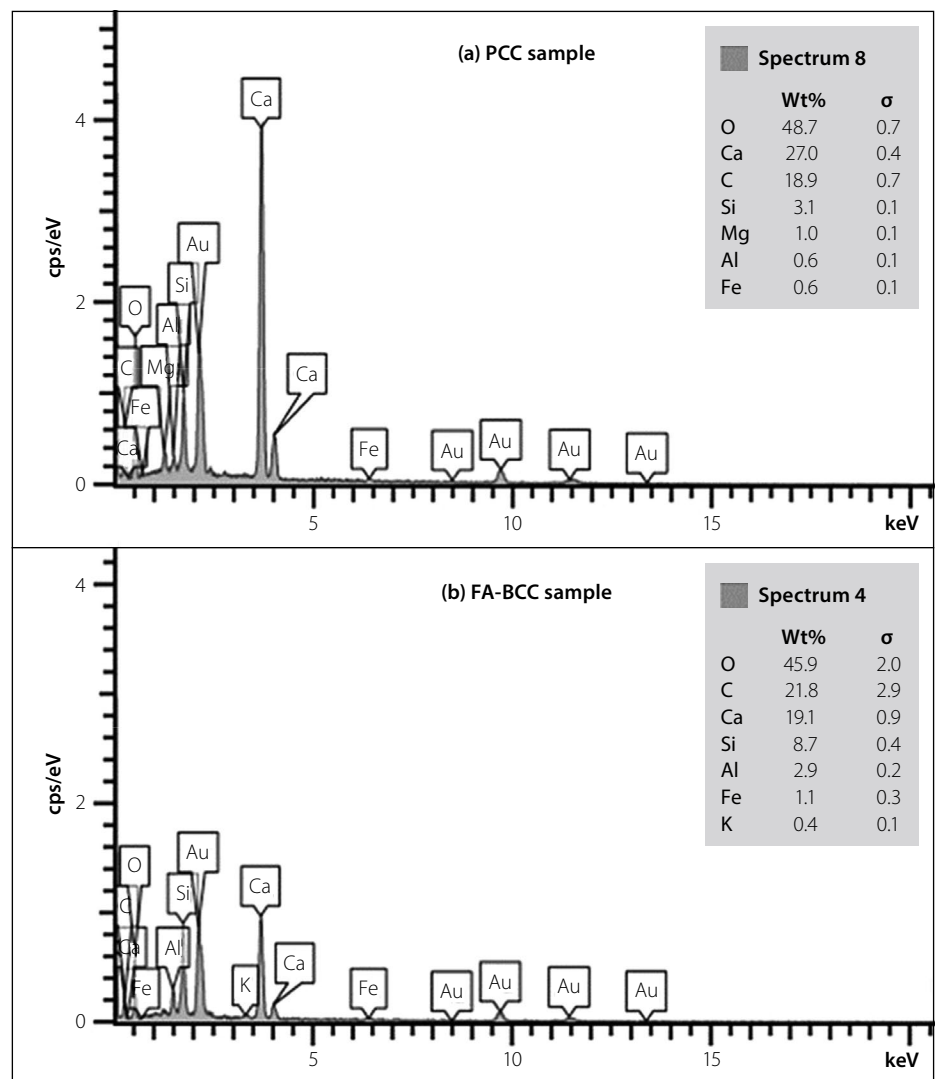 (a) PCC sample
Spectrum 8
Wt% σ
O 48.7 0.7
Ca 27.0 0.4
C 18.9 0.7
Si 3.1 0.1
Mg 1.0 0.1
Al 0.6 0.1
Fe 0.6 0.1
cps/eV
4
2
0
Ca
Au
Si
O
Al
C
Mg
Fe
Ca
Ca
Fe
Au
Au
Au
Au
5 10 15 keV
(b) FA-BCC sample
Spectrum 4
Wt% σ
O 45.9 2.0
C 21.8 2.9
Ca 19.1 0.9
Si 8.7 0.4
Al 2.9 0.2
Fe 1.1 0.3
K 0.4 0.1
cps/eV
4
2
0
Au
O
Si
Ca
C
Ca
Al
Fe
K
Ca
Fe
Au
Au
Au
Au
5 10 15 keV